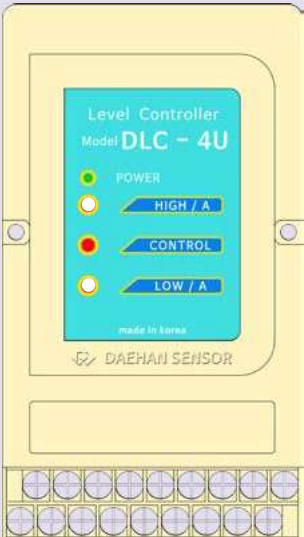 Level Controller
Model DLC - 4U
POWER
HIGH / A
CONTROL
LOW / A
made in korea
DAEHAN SENSOR